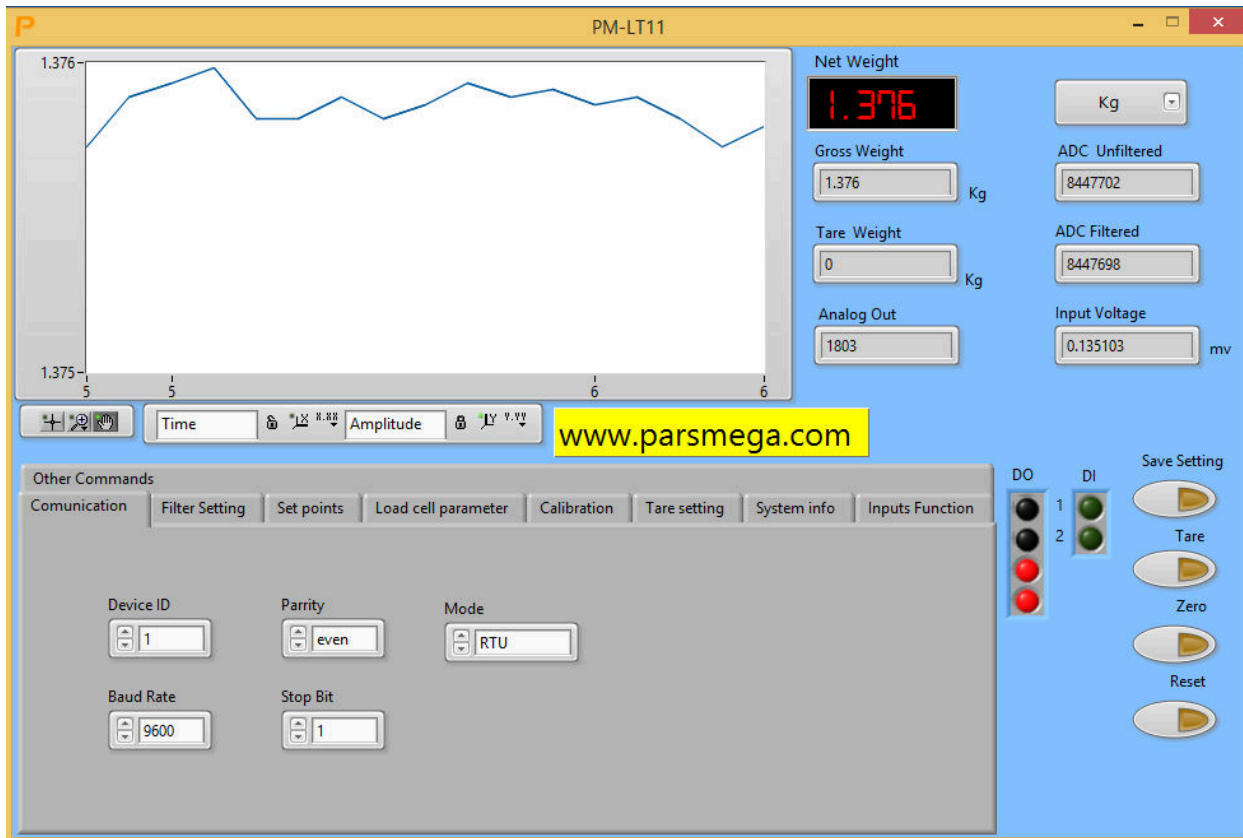 P
PM-LT11
1.376
1.375
5
5
6
6
Net Weight
1.376
Kg
Gross Weight
1.376
Kg
ADC Unfiltered
8447702
Tare Weight
0
Kg
ADC Filtered
8447698
Analog Out
1803
Input Voltage
0.135103
mv
Time
X
X.XX
Amplitude
Y
Y.YY
www.parsmega.com
Other Commands
Comunication
Filter Setting
Set points
Load cell parameter
Calibration
Tare setting
System info
Inputs Function
Device ID
1
Parrity
even
Mode
RTU
Baud Rate
9600
Stop Bit
1
DO
DI
1
2
Save Setting
Tare
Zero
Reset